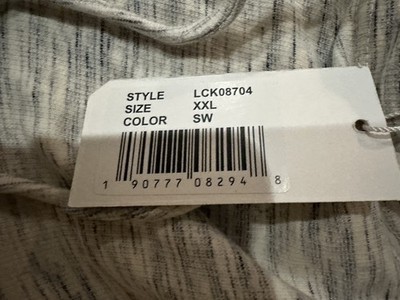 STYLE LCK08704
SIZE XXL
COLOR SW
1 90777 08294 8